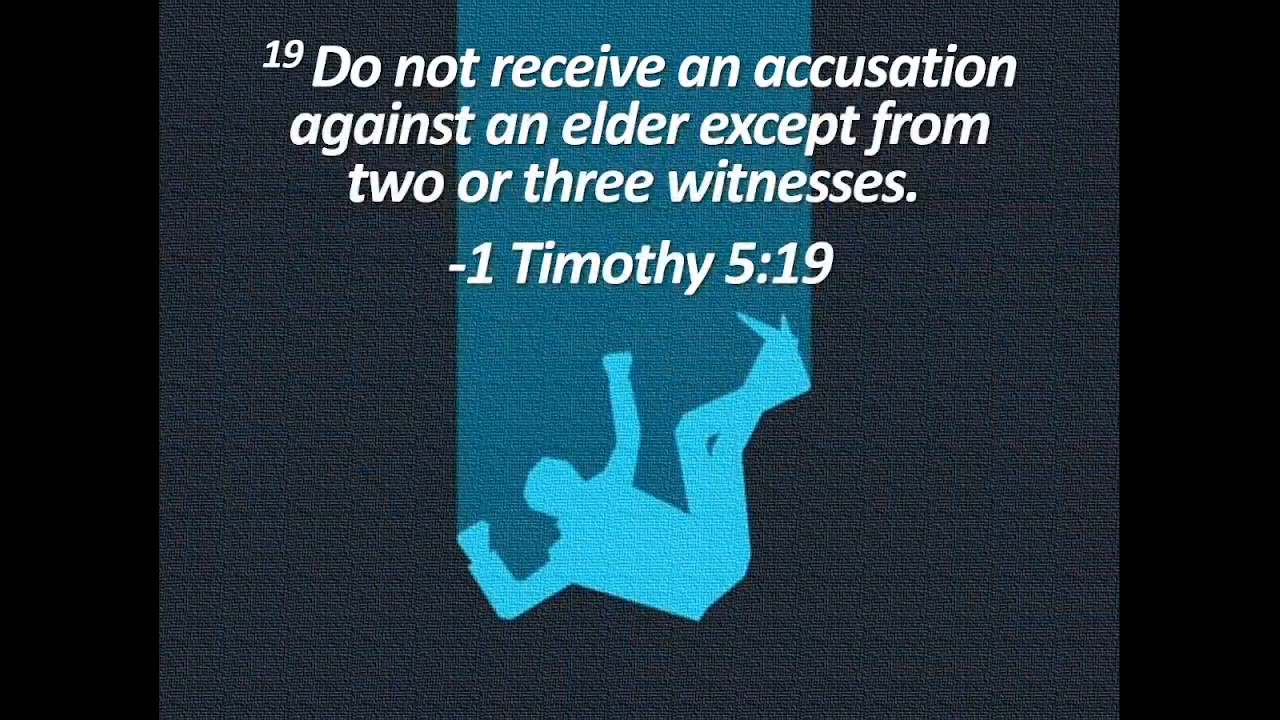 19 Do not receive an accusation
against an elder except from
two or three witnesses.
-1 Timothy 5:19